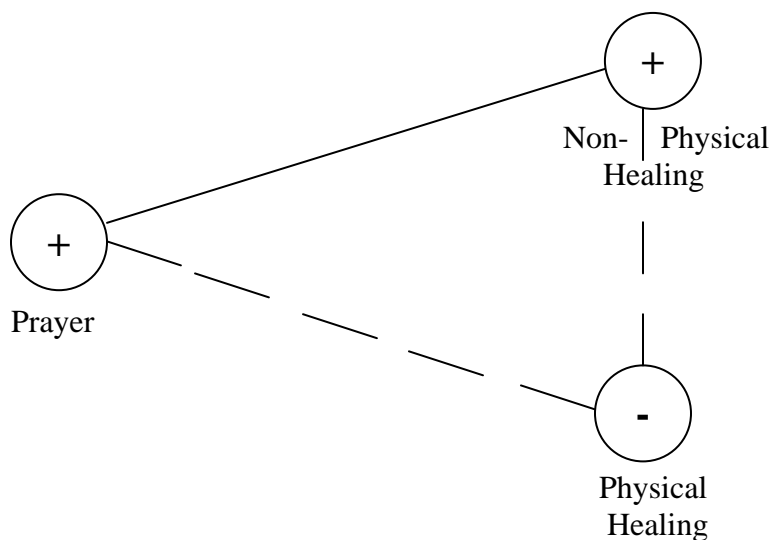 +
Non- Physical
Healing
+
Prayer
-
Physical
Healing